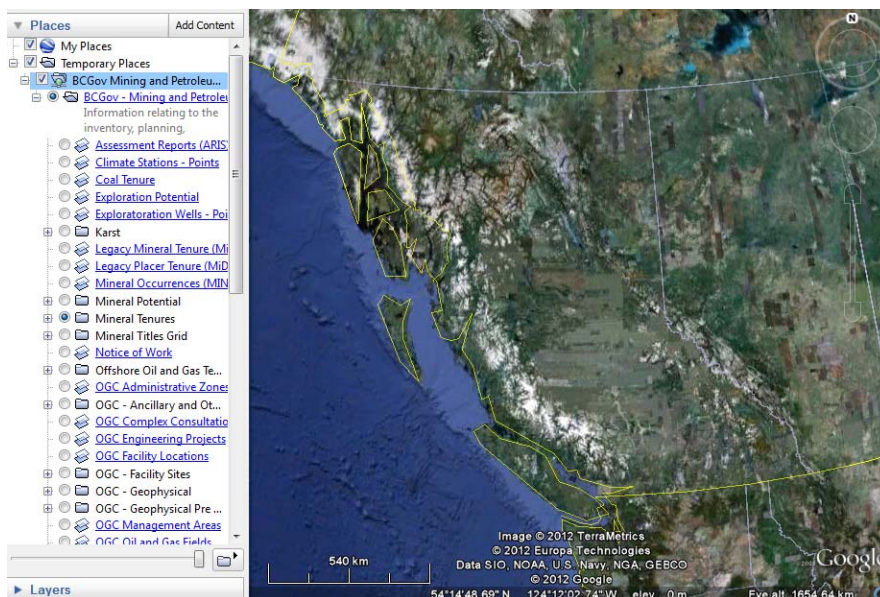 Places
Add Content
My Places
Temporary Places
BCGov Mining and Petroleu...
BCGov - Mining and Petroleu
Information relating to the
inventory, planning,
Assessment Reports (ARIS
Climate Stations - Points
Coal Tenure
Exploration Potential
Exploratoration Wells - Poi
Karst
Legacy Mineral Tenure (Mi
Legacy Placer Tenure (MiD
Mineral Occurrences (MIN
Mineral Potential
Mineral Tenures
Mineral Titles Grid
Notice of Work
Offshore Oil and Gas Te...
OGC Administrative Zones
OGC - Ancillary and Ot...
OGC Complex Consultatio
OGC Engineering Projects
OGC Facility Locations
OGC - Facility Sites
OGC - Geophysical
OGC - Geophysical Pre ...
OGC Management Areas
OGC Oil and Gas Fields
Layers
N
540 km
Image © 2012 TerraMetrics
© 2012 Europa Technologies
Data SIO, NOAA, U.S. Navy, NGA, GEBCO
© 2012 Google
Google
54°14'48.69" N 124°12'02.74" W elev 0 m Eye alt 1654.64 km